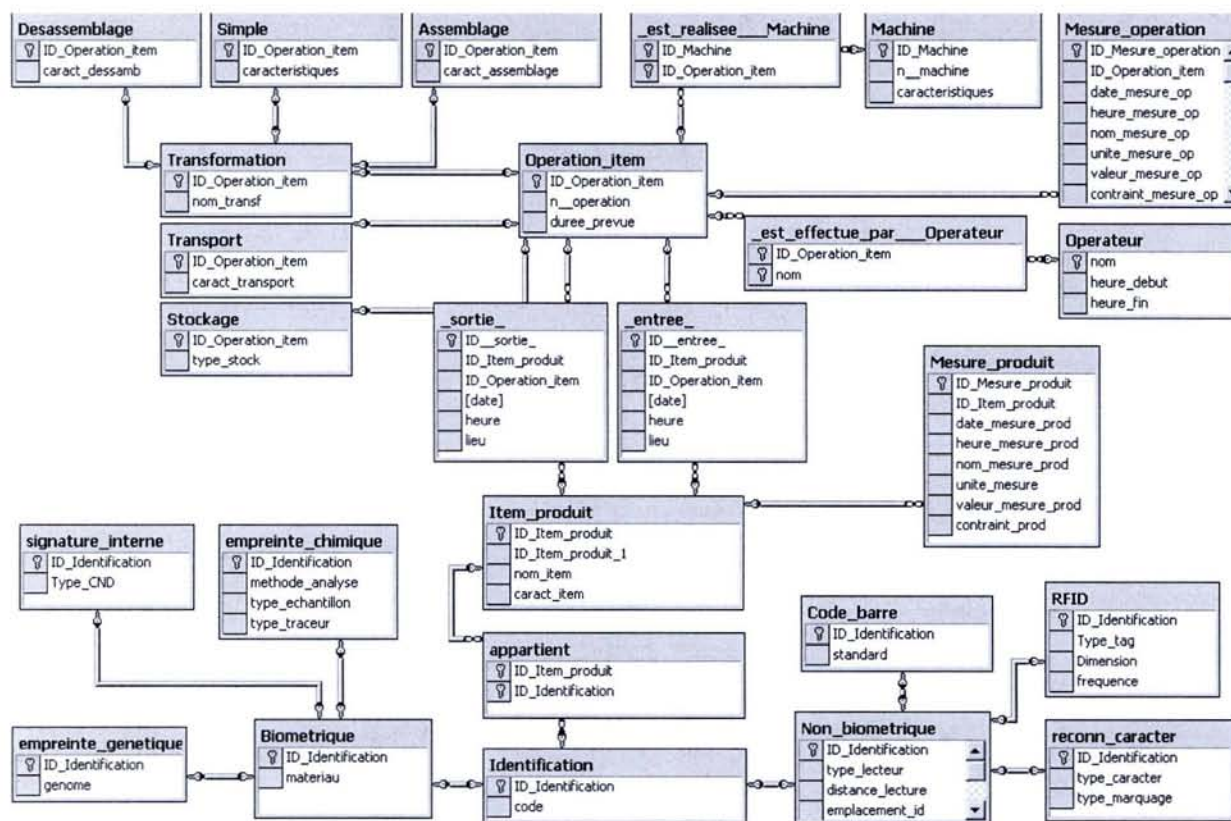 Desassemblage
ID_Operation_item
caract_dessamb
Simple
ID_Operation_item
caracteristiques
Assemblage
ID_Operation_item
caract_assemblage
_est_realisee___Machine
ID_Machine
ID_Operation_item
Machine
ID_Machine
n__machine
caracteristiques
Mesure_operation
ID_Mesure_operation
ID_Operation_item
date_mesure_op
heure_mesure_op
nom_mesure_op
unite_mesure_op
valeur_mesure_op
contraint_mesure_op
Transformation
ID_Operation_item
nom_transf
Operation_item
ID_Operation_item
n__operation
duree_prevue
Transport
ID_Operation_item
caract_transport
_est_effectue_par___Operateur
ID_Operation_item
nom
Operateur
nom
heure_debut
heure_fin
Stockage
ID_Operation_item
type_stock
_sortie_
ID__sortie_
ID_Item_produit
ID_Operation_item
[date]
heure
lieu
_entree_
ID__entree_
ID_Item_produit
ID_Operation_item
[date]
heure
lieu
Mesure_produit
ID_Mesure_produit
ID_Item_produit
date_mesure_prod
heure_mesure_prod
nom_mesure_prod
unite_mesure
valeur_mesure_prod
contraint_prod
signature_interne
ID_Identification
Type_CND
empreinte_chimique
ID_Identification
methode_analyse
type_echantillon
type_traceur
Item_produit
ID_Item_produit
ID_Item_produit_1
nom_item
caract_item
Code_barre
ID_Identification
standard
RFID
ID_Identification
Type_tag
Dimension
frequence
appartient
ID_Item_produit
ID_Identification
empreinte_genetique
ID_Identification
genome
Biometrique
ID_Identification
materiau
Identification
ID_Identification
code
Non_biometrique
ID_Identification
type_lecteur
distance_lecture
emplacement_id
reconn_caracter
ID_Identification
type_caracter
type_marquage